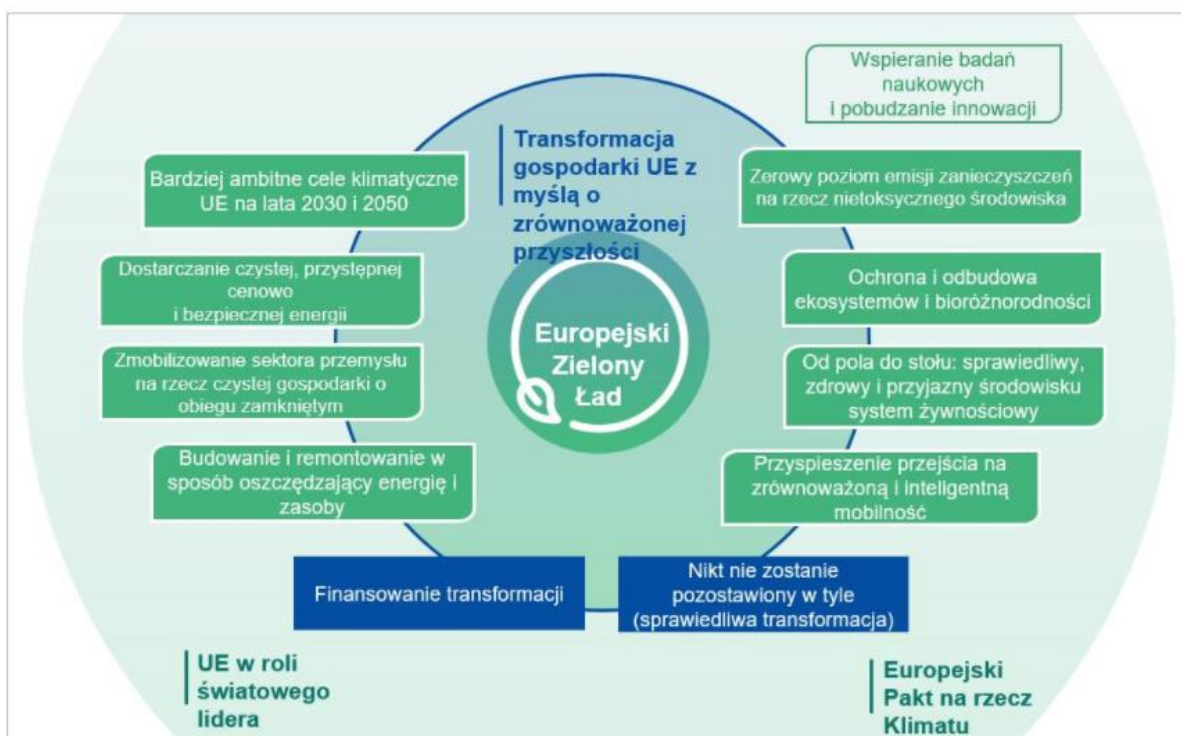 Wspieranie badań
naukowych
i pobudzanie innowacji
Transformacja
gospodarki UE z
myślą o
zrównoważonej
przyszłości
Bardziej ambitne cele klimatyczne
UE na lata 2030 i 2050
Zerowy poziom emisji zanieczyszczeń
na rzecz nietoksycznego środowiska
Dostarczanie czystej, przystępnej
cenowo
i bezpiecznej energii
Ochrona i odbudowa
ekosystemów i bioróżnorodności
Europejski
Zielony
Ład
Zmobilizowanie sektora przemysłu
na rzecz czystej gospodarki o
obiegu zamkniętym
Od pola do stołu: sprawiedliwy,
zdrowy i przyjazny środowisku
system żywnościowy
Budowanie i remontowanie w
sposób oszczędzający energię i
zasoby
Przyspieszenie przejścia na
zrównoważoną i inteligentną
mobilność
Finansowanie transformacji
Nikt nie zostanie
pozostawiony w tyle
(sprawiedliwa transformacja)
UE w roli
światowego
lidera
Europejski
Pakt na rzecz
Klimatu